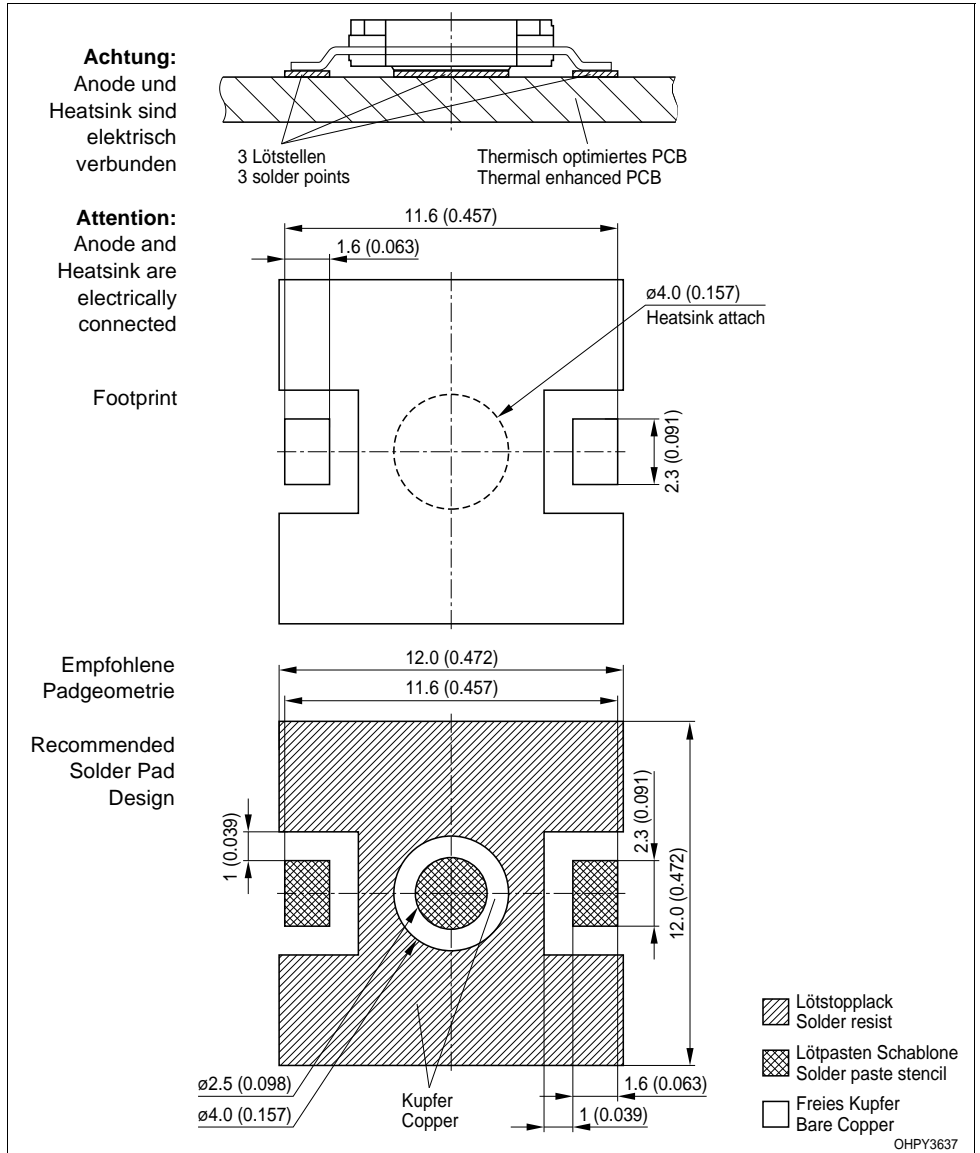 Achtung:
Anode und
Heatsink sind
elektrisch
verbunden
3 Lötstellen
3 solder points
Thermisch optimiertes PCB
Thermal enhanced PCB
Attention:
Anode and
Heatsink are
electrically
connected
Footprint
11.6 (0.457)
1.6 (0.063)
ø4.0 (0.157)
Heatsink attach
2.3 (0.091)
Empfohlene
Padgeometrie
Recommended
Solder Pad
Design
12.0 (0.472)
11.6 (0.457)
1 (0.039)
2.3 (0.091)
12.0 (0.472)
ø2.5 (0.098)
ø4.0 (0.157)
Kupfer
Copper
1.6 (0.063)
1 (0.039)
Lötstopplack
Solder resist
Lötpasten Schablone
Solder paste stencil
Freies Kupfer
Bare Copper
OHPY3637